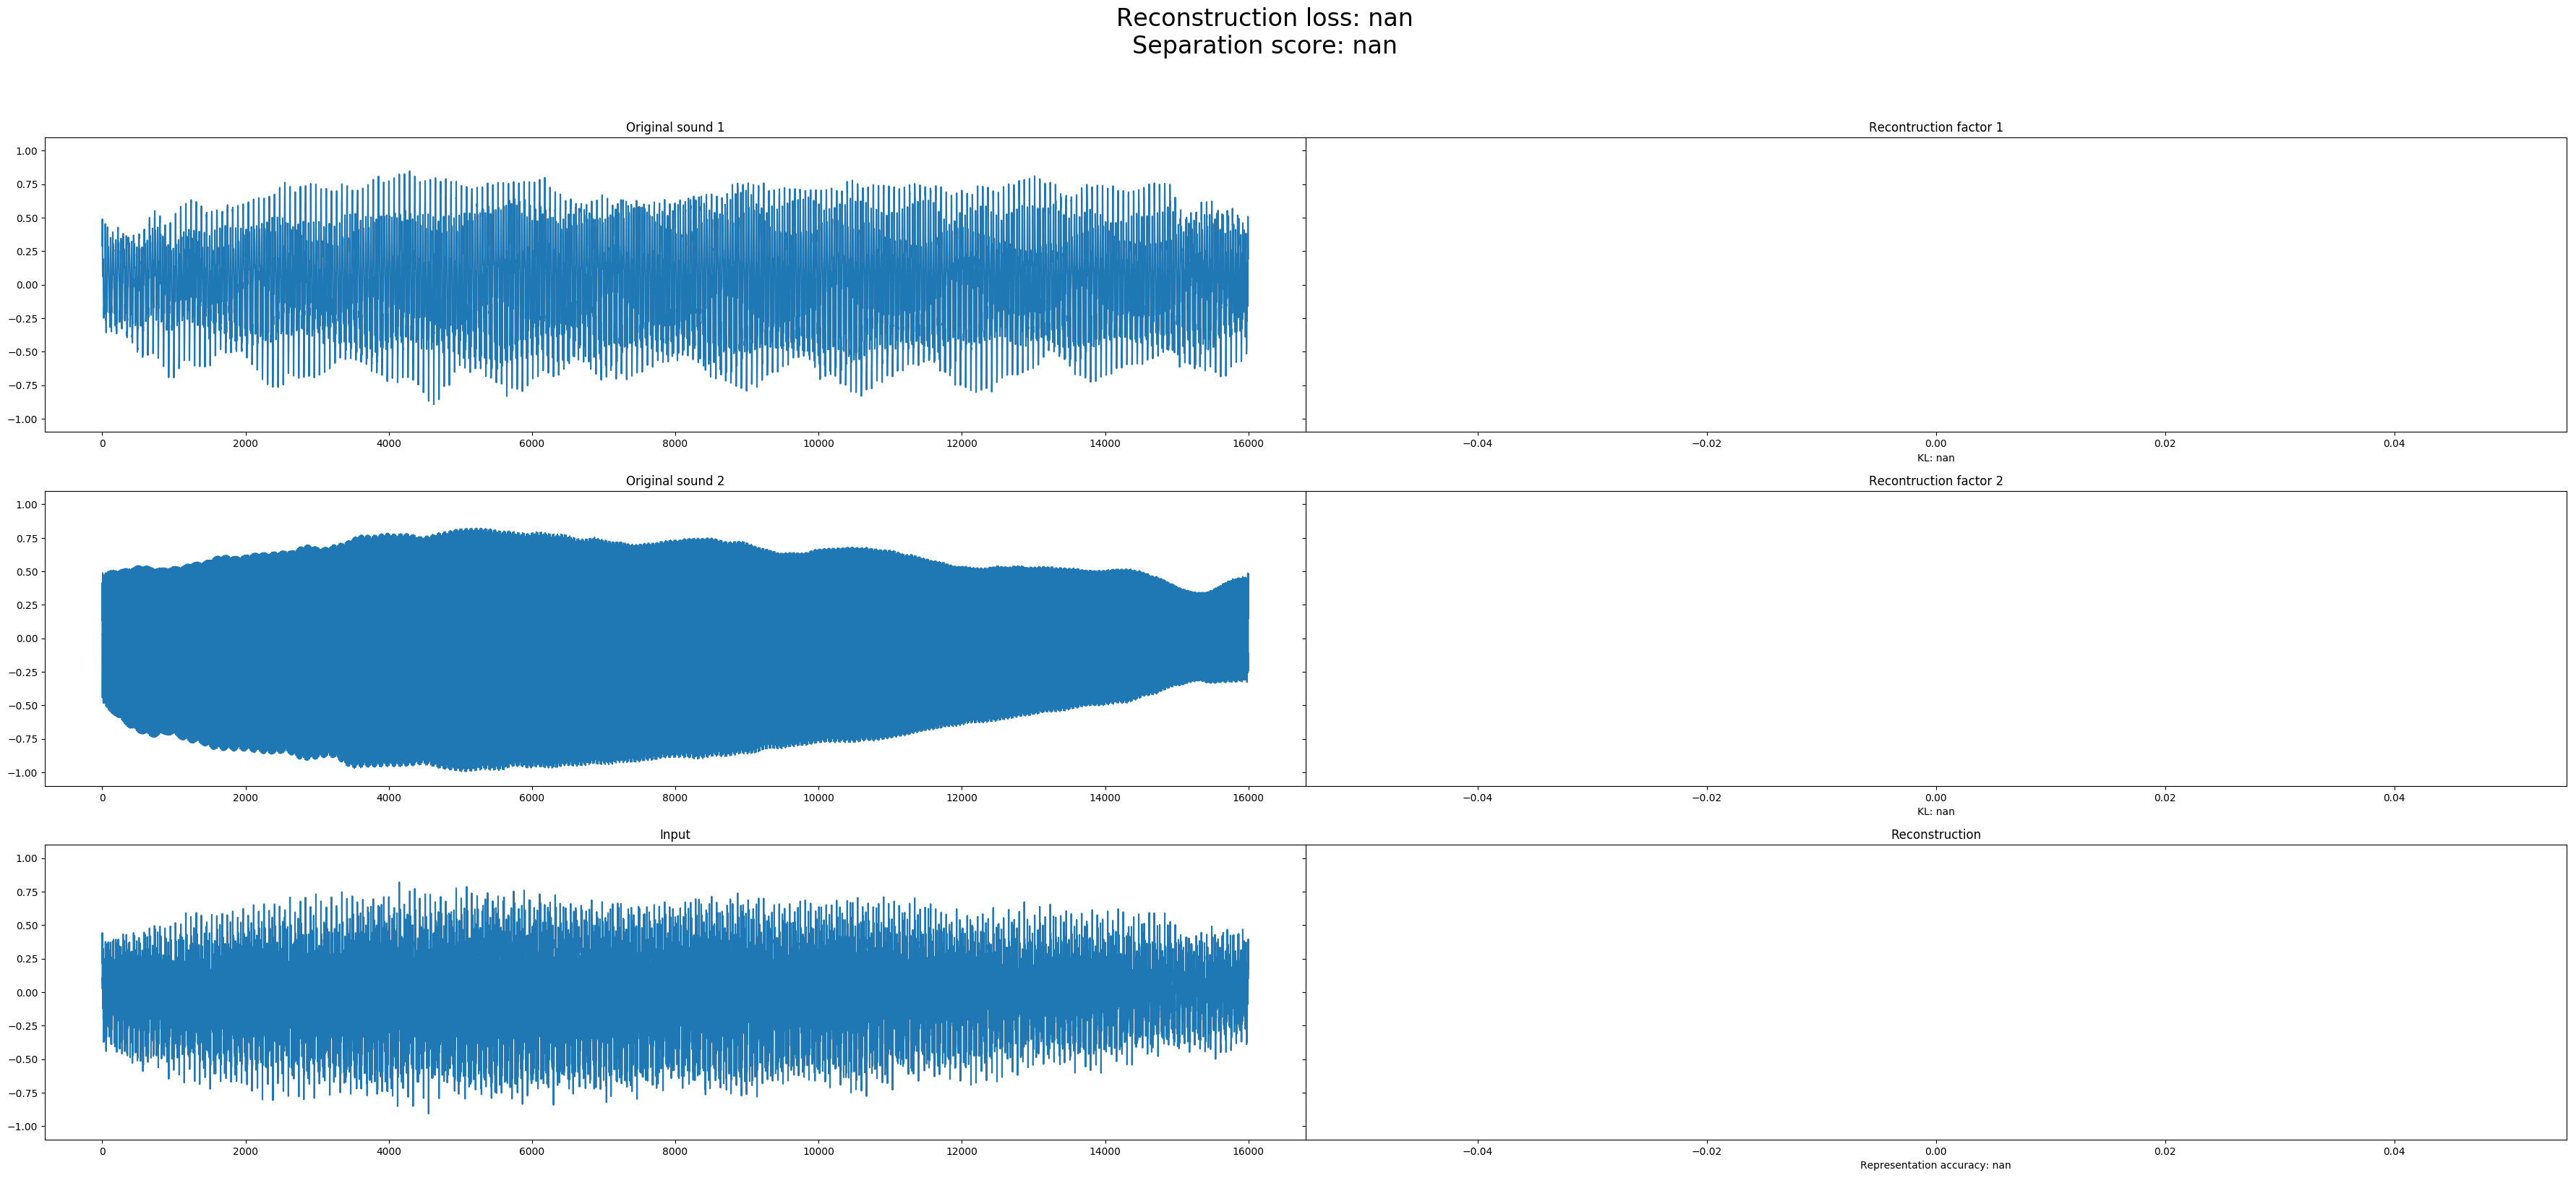 Reconstruction loss: nan
Separation score: nan
Original sound 1
Recontruction factor 1
1.00
0.75
0.50
0.25
0.00
−0.25
−0.50
−0.75
−1.00
0 2000 4000 6000 8000 10000 12000 14000 16000
−0.04 −0.02 0.00 0.02 0.04
KL: nan
Original sound 2
Recontruction factor 2
1.00
0.75
0.50
0.25
0.00
−0.25
−0.50
−0.75
−1.00
0 2000 4000 6000 8000 10000 12000 14000 16000
−0.04 −0.02 0.00 0.02 0.04
KL: nan
Input
Reconstruction
1.00
0.75
0.50
0.25
0.00
−0.25
−0.50
−0.75
−1.00
0 2000 4000 6000 8000 10000 12000 14000 16000
−0.04 −0.02 0.00 0.02 0.04
Representation accuracy: nan